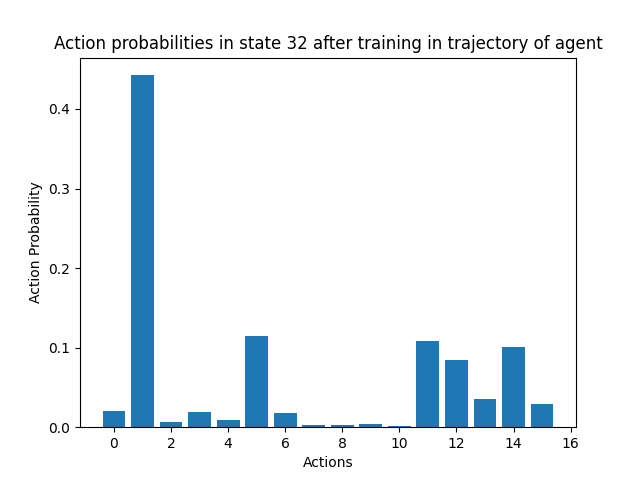 Action probabilities in state 32 after training in trajectory of agent
0.4
0.3
0.2
0.1
0.0
Action Probability
0 2 4 6 8 10 12 14 16
Actions